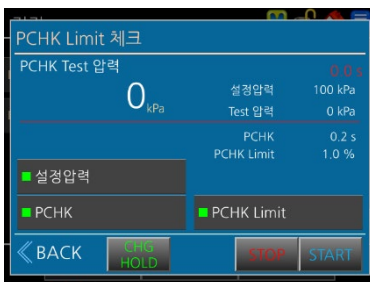 PCHK Limit 체크
PCHK Test 압력
0.0 s
0 kPa
설정압력 100 kPa
Test 압력 0 kPa
PCHK 0.2 s
PCHK Limit 1.0 %
설정압력
PCHK
PCHK Limit
BACK
CHG
HOLD
STOP
START